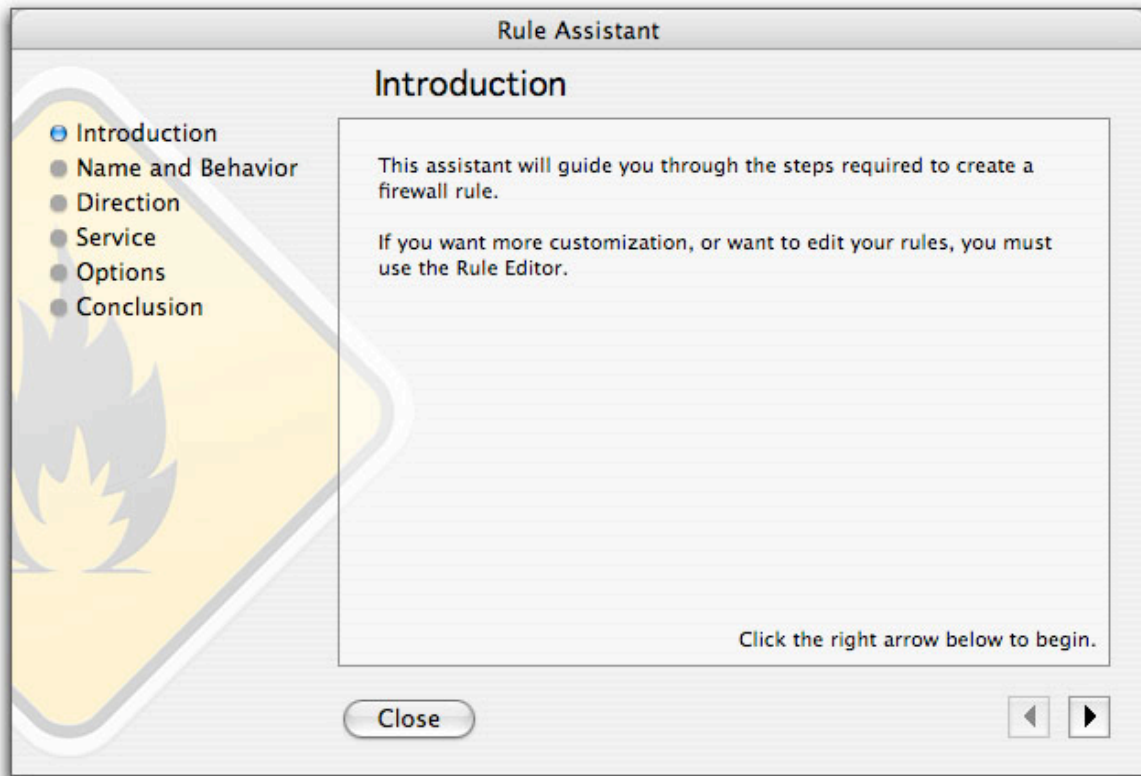 Rule Assistant
Introduction
Introduction
Name and Behavior
Direction
Service
Options
Conclusion
This assistant will guide you through the steps required to create a
firewall rule.
If you want more customization, or want to edit your rules, you must
use the Rule Editor.
Click the right arrow below to begin.
Close